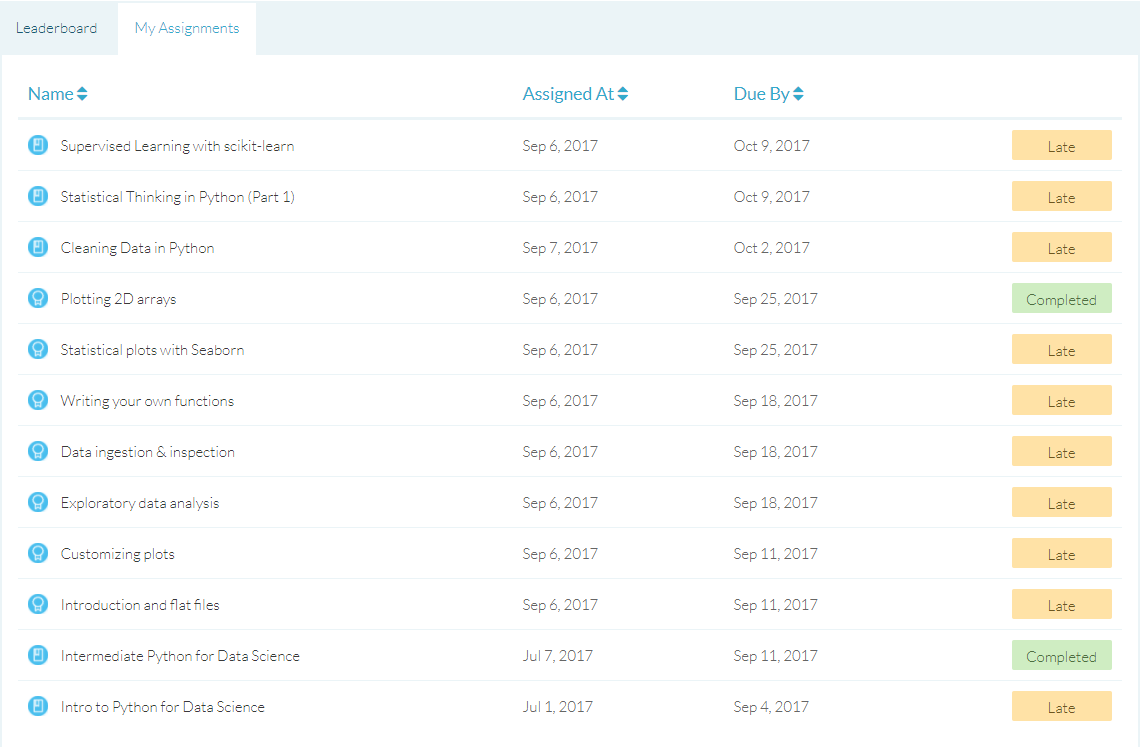 Leaderboard My Assignments
Name Assigned At Due By
Supervised Learning with scikit-learn Sep 6, 2017 Oct 9, 2017 Late
Statistical Thinking in Python (Part 1) Sep 6, 2017 Oct 9, 2017 Late
Cleaning Data in Python Sep 7, 2017 Oct 2, 2017 Late
Plotting 2D arrays Sep 6, 2017 Sep 25, 2017 Completed
Statistical plots with Seaborn Sep 6, 2017 Sep 25, 2017 Late
Writing your own functions Sep 6, 2017 Sep 18, 2017 Late
Data ingestion & inspection Sep 6, 2017 Sep 18, 2017 Late
Exploratory data analysis Sep 6, 2017 Sep 18, 2017 Late
Customizing plots Sep 6, 2017 Sep 11, 2017 Late
Introduction and flat files Sep 6, 2017 Sep 11, 2017 Late
Intermediate Python for Data Science Jul 7, 2017 Sep 11, 2017 Completed
Intro to Python for Data Science Jul 1, 2017 Sep 4, 2017 Late